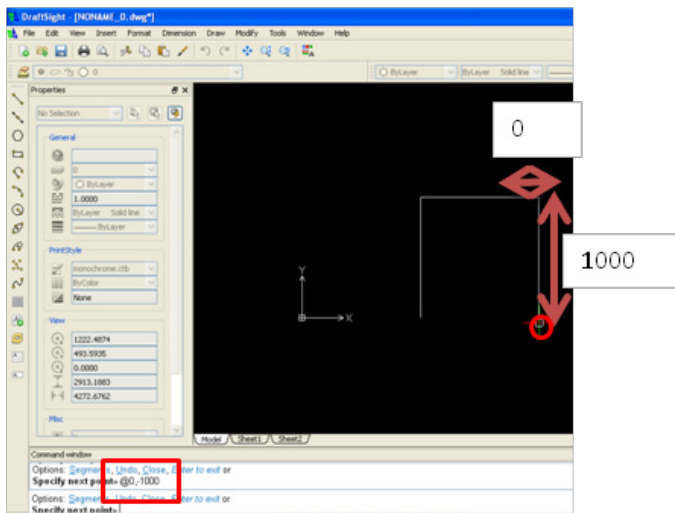 DraftSight - [NONAME_0.dwg*]
File Edit View Insert Format Dimension Draw Modify Tools Window Help
0
ByLayer
ByLayer Solid line
Properties
No Selection
General
0
ByLayer
1.0000
ByLayer Solid line
ByLayer
PrintStyle
monochrome.ctb
ByColor
None
View
1222.4874
493.5935
0.0000
2913.1883
4272.6762
Misc
Y
X
0
1000
Model Sheet1 Sheet2
Command window
Options: Segments, Undo, Close, Enter to exit or
Specify next point» @0,-1000
Options: Segments, Undo, Close, Enter to exit or
Specify next point»